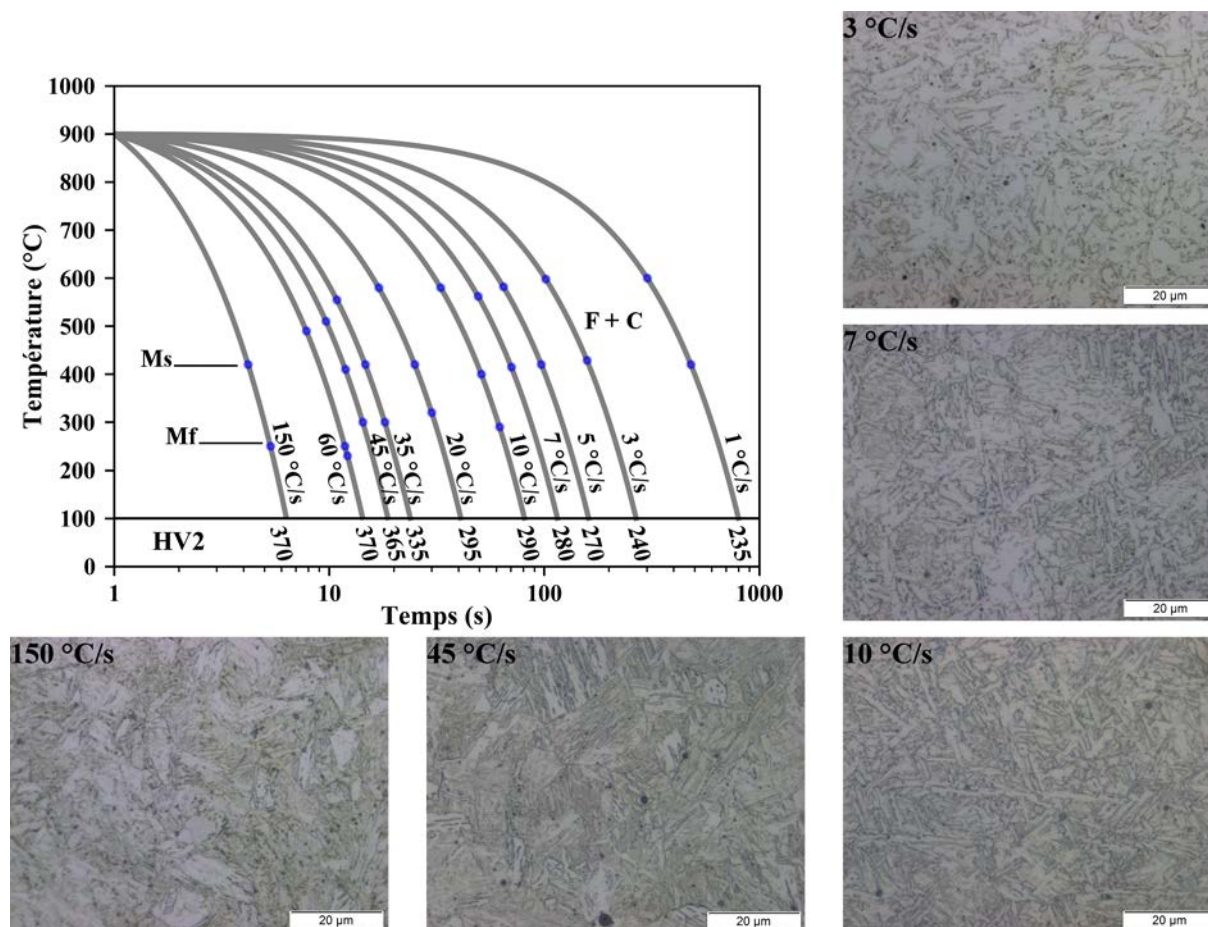 Température (°C)
1000
900
800
700
600
500
400
300
200
100
0
Ms
Mf
F + C
150 °C/s
60 °C/s
45 °C/s
35 °C/s
20 °C/s
10 °C/s
7 °C/s
5 °C/s
3 °C/s
1 °C/s
HV2
370
370
365
335
295
290
280
270
240
235
1
10
100
1000
Temps (s)
3 °C/s
20 µm
7 °C/s
20 µm
150 °C/s
20 µm
45 °C/s
20 µm
10 °C/s
20 µm